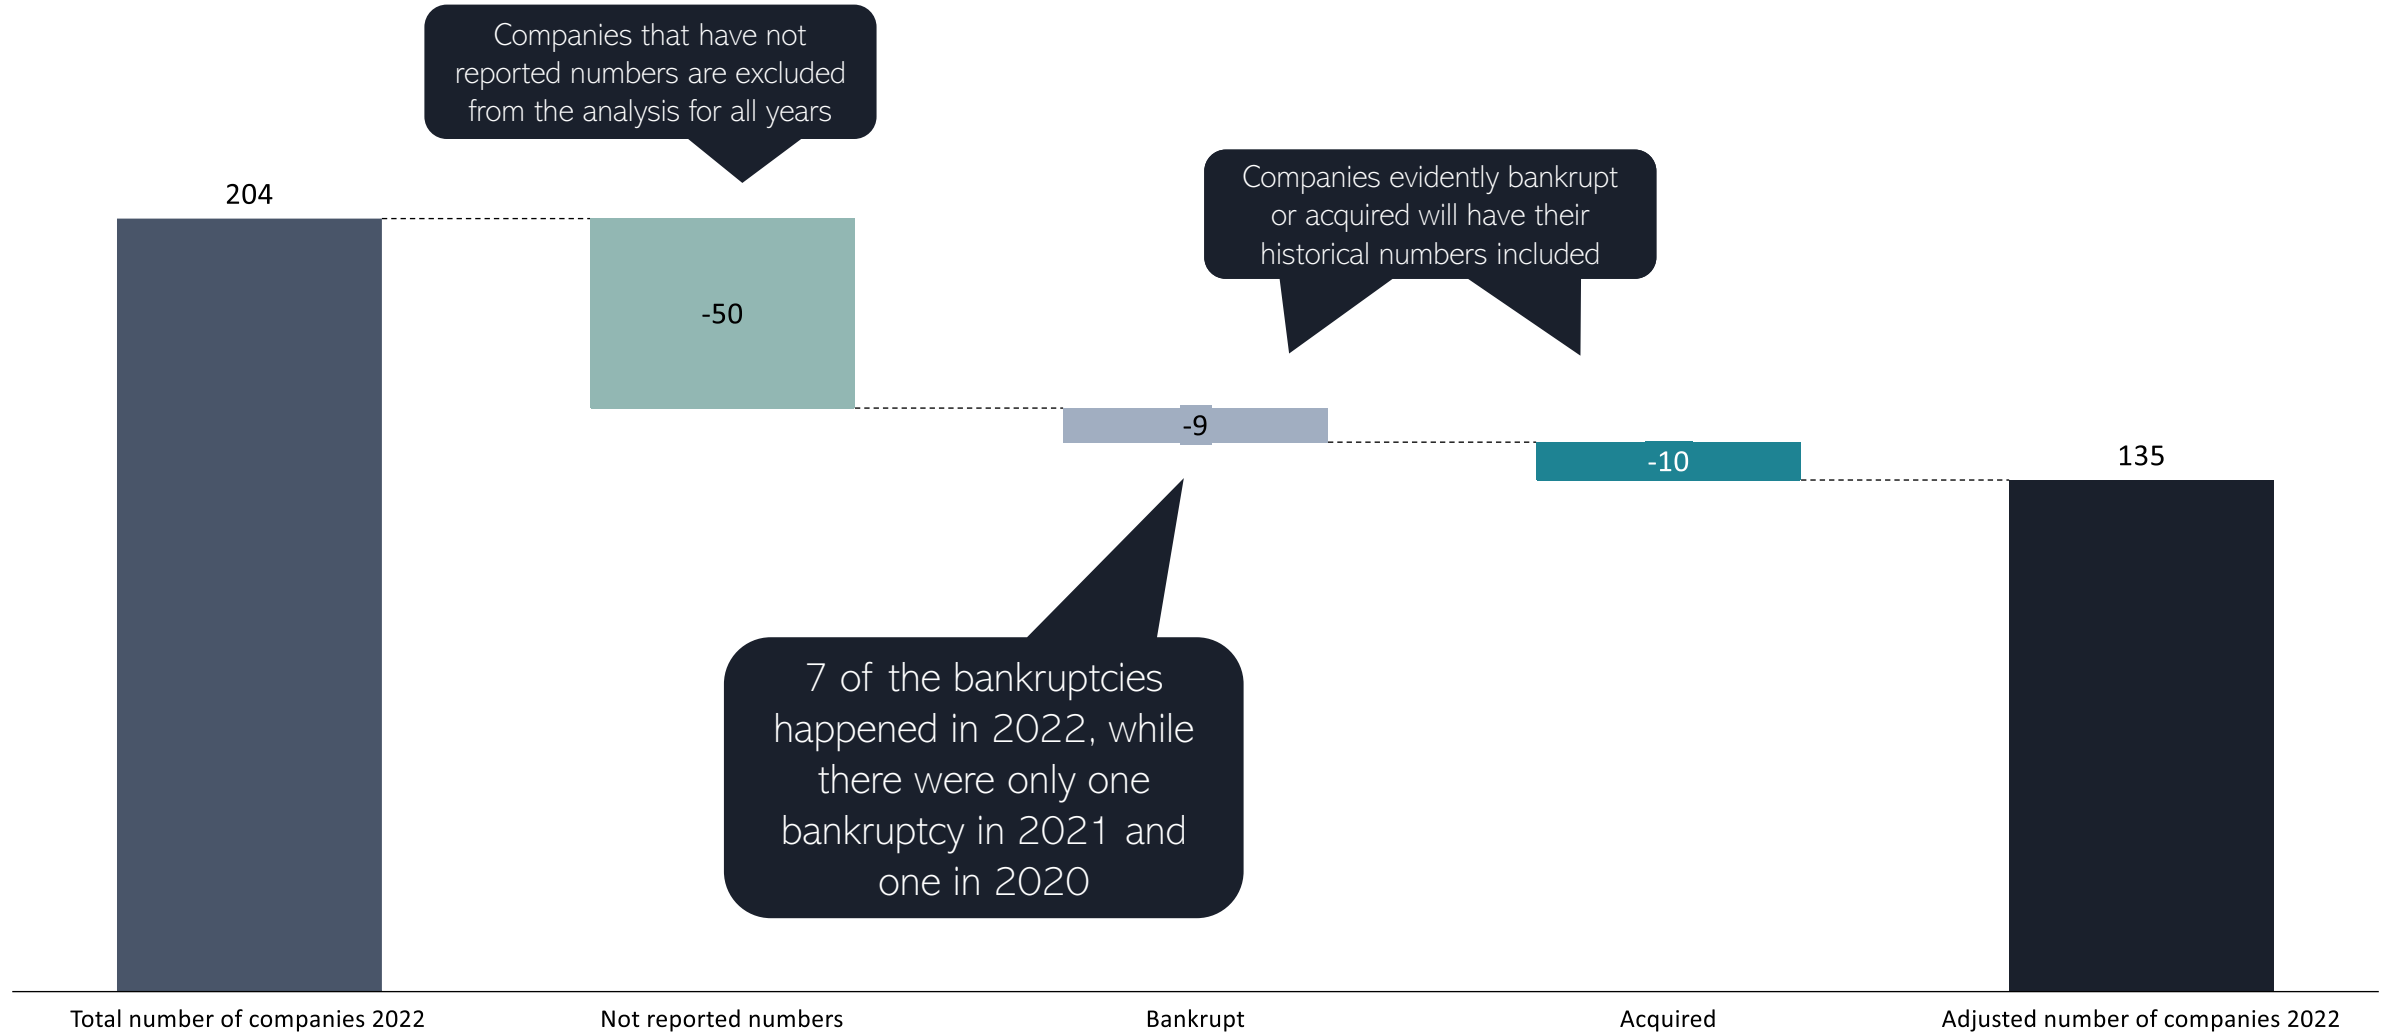 Companies that have not
reported numbers are excluded
from the analysis for all years
Companies evidently bankrupt
or acquired will have their
historical numbers included
204
-50
-9
-10
135
7 of the bankruptcies
happened in 2022, while
there were only one
bankruptcy in 2021 and
one in 2020
Total number of companies 2022
Not reported numbers
Bankrupt
Acquired
Adjusted number of companies 2022